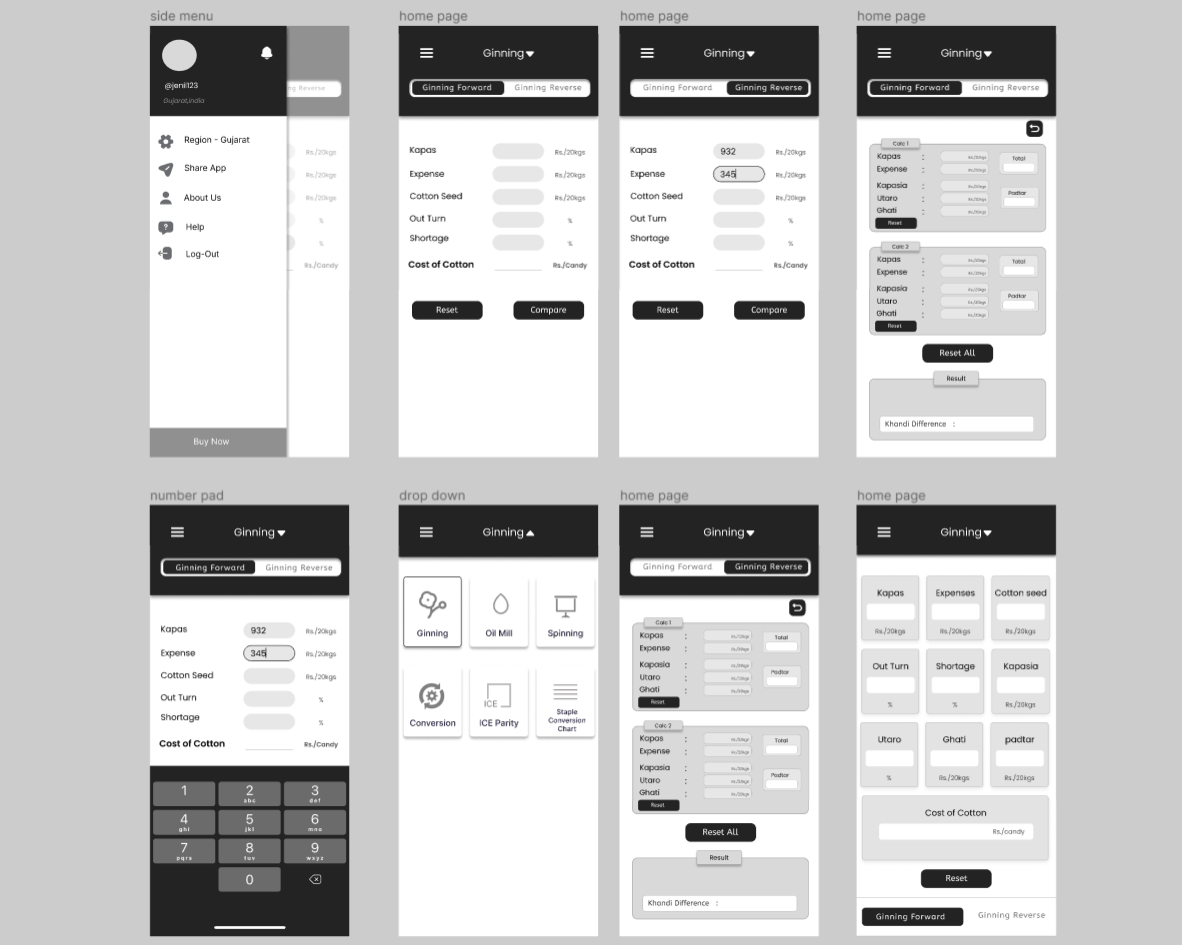 side menu
@jenil123
Gujarat,india
ng Reverse
Rs./20kgs
Rs./20kgs
Rs./20kgs
%
%
Rs./Candy
Region - Gujarat
Share App
About Us
Help
Log-Out
Buy Now
home page
Ginning
Ginning Forward Ginning Reverse
Kapas Rs./20kgs
Expense Rs./20kgs
Cotton Seed Rs./20kgs
Out Turn %
Shortage %
Cost of Cotton Rs./Candy
Reset Compare
home page
Ginning
Ginning Forward Ginning Reverse
Kapas 932 Rs./20kgs
Expense 345 Rs./20kgs
Cotton Seed Rs./20kgs
Out Turn %
Shortage %
Cost of Cotton Rs./Candy
Reset Compare
home page
Ginning
Ginning Forward Ginning Reverse
Calc 1
Kapas : Rs./20kgs Total
Expense : Rs./20kgs
Kapasia : Rs./20kgs Padtar
Utaro : Rs./20kgs
Ghati : Rs./20kgs
Reset
Calc 2
Kapas : Rs./20kgs Total
Expense : Rs./20kgs
Kapasia : Rs./20kgs Padtar
Utaro : Rs./20kgs
Ghati : Rs./20kgs
Reset
Reset All
Result
Khandi Difference :
number pad
Ginning
Ginning Forward Ginning Reverse
Kapas 932 Rs./20kgs
Expense 345 Rs./20kgs
Cotton Seed Rs./20kgs
Out Turn %
Shortage %
Cost of Cotton Rs./Candy
1 2 3
abc def
4 5 6
ghi jkl mno
7 8 9
pqrs tuv wxyz
0
drop down
Ginning
Ginning Oil Mill Spinning
ICE
Conversion ICE Parity Staple
Conversion
Chart
home page
Ginning
Ginning Forward Ginning Reverse
Calc 1
Kapas : Rs./20kgs Total
Expense : Rs./20kgs
Kapasia : Rs./20kgs Padtar
Utaro : Rs./20kgs
Ghati : Rs./20kgs
Reset
Calc 2
Kapas : Rs./20kgs Total
Expense : Rs./20kgs
Kapasia : Rs./20kgs Padtar
Utaro : Rs./20kgs
Ghati : Rs./20kgs
Reset
Reset All
Result
Khandi Difference :
home page
Ginning
Kapas Expenses Cotton seed
Rs./20kgs Rs./20kgs Rs./20kgs
Out Turn Shortage Kapasia
% % Rs./20kgs
Utaro Ghati padtar
% Rs./20kgs Rs./20kgs
Cost of Cotton
Rs./candy
Reset
Ginning Forward Ginning Reverse